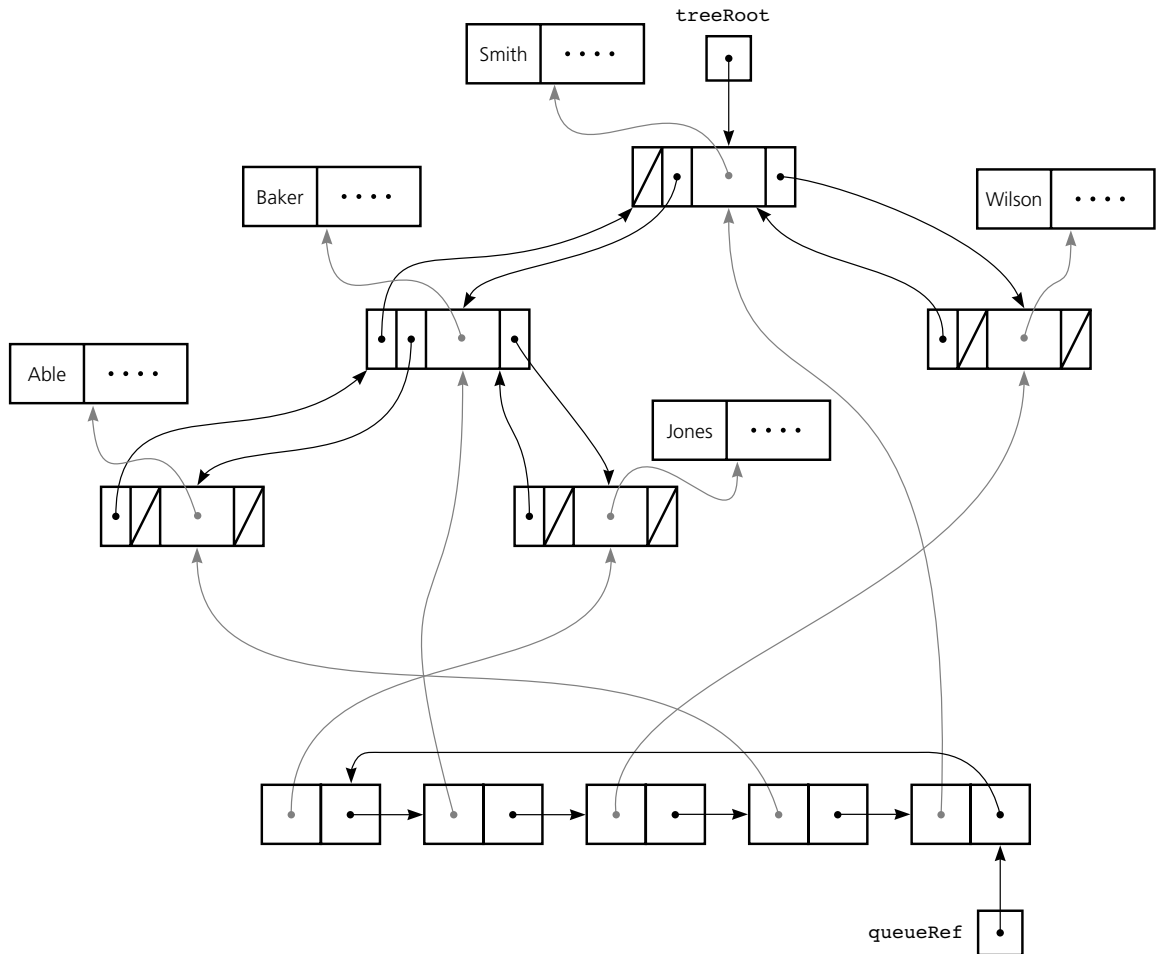 treeRoot
Smith • • • •
Baker • • • •
Wilson • • • •
Able • • • •
Jones • • • •
queueRef